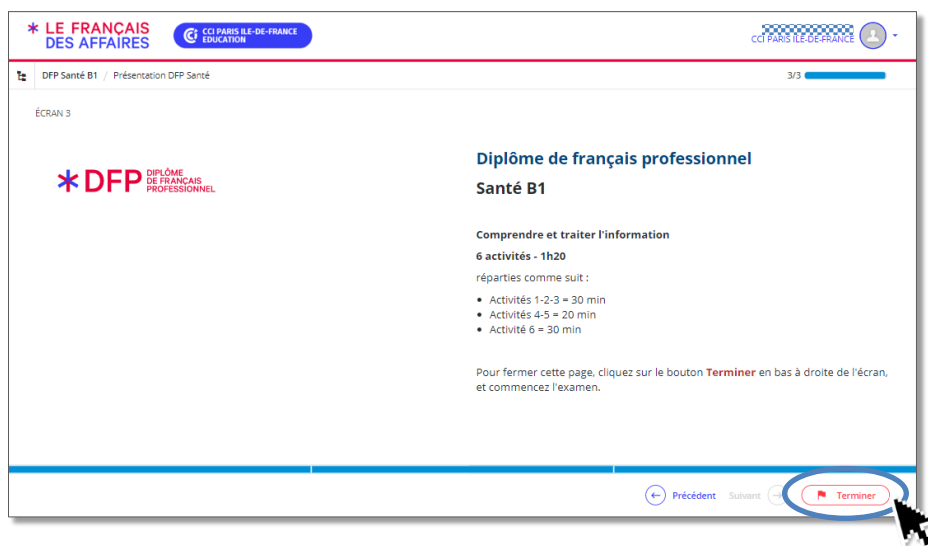 LE FRANÇAIS
DES AFFAIRES
CCI PARIS ILE-DE-FRANCE
EDUCATION
CCI PARIS ILE-DE-FRANCE
DFP Santé B1 / Présentation DFP Santé
3/3
ÉCRAN 3
DFP DIPLÔME
DE FRANÇAIS
PROFESSIONNEL
Diplôme de français professionnel
Santé B1
Comprendre et traiter l'information
6 activités - 1h20
réparties comme suit :
• Activités 1-2-3 = 30 min
• Activités 4-5 = 20 min
• Activité 6 = 30 min
Pour fermer cette page, cliquez sur le bouton Terminer en bas à droite de l'écran,
et commencez l'examen.
Précédent Suivant Terminer